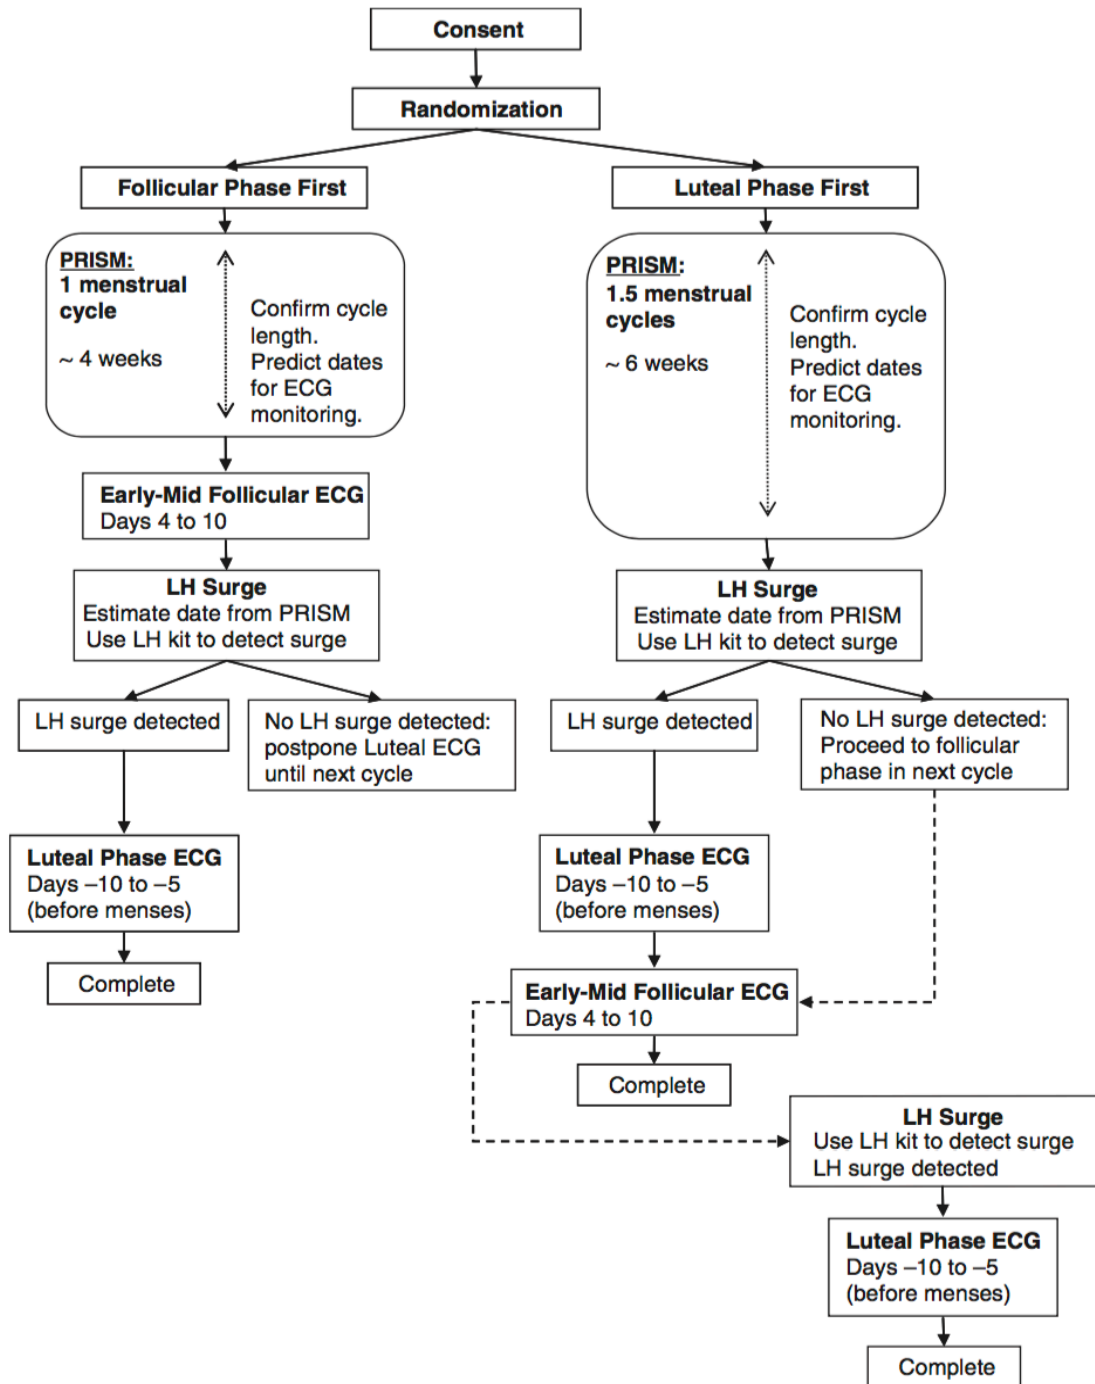 Consent
Randomization
Follicular Phase First
PRISM:
1 menstrual
cycle
~ 4 weeks
Confirm cycle
length.
Predict dates
for ECG
monitoring.
Early-Mid Follicular ECG
Days 4 to 10
LH Surge
Estimate date from PRISM
Use LH kit to detect surge
LH surge detected
No LH surge detected:
postpone Luteal ECG
until next cycle
Luteal Phase ECG
Days –10 to –5
(before menses)
Complete
Luteal Phase First
PRISM:
1.5 menstrual
cycles
~ 6 weeks
Confirm cycle
length.
Predict dates
for ECG
monitoring.
LH Surge
Estimate date from PRISM
Use LH kit to detect surge
LH surge detected
No LH surge detected:
Proceed to follicular
phase in next cycle
Luteal Phase ECG
Days –10 to –5
(before menses)
Early-Mid Follicular ECG
Days 4 to 10
Complete
LH Surge
Use LH kit to detect surge
LH surge detected
Luteal Phase ECG
Days –10 to –5
(before menses)
Complete